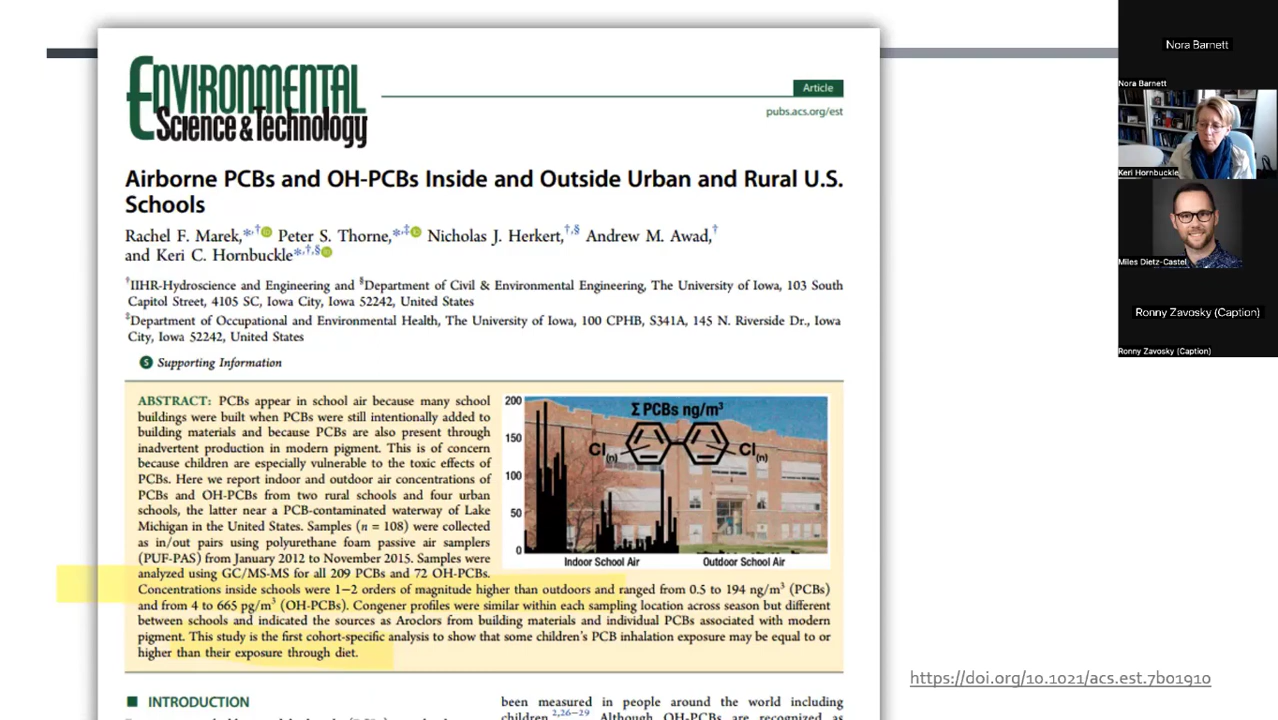 ENVIRONMENTAL
Science & Technology
Article
pubs.acs.org/est
Airborne PCBs and OH-PCBs Inside and Outside Urban and Rural U.S.
Schools
Rachel F. Marek,*,† Peter S. Thorne,*,‡ Nicholas J. Herkert,†,§ Andrew M. Awad,†
and Keri C. Hornbuckle*,†,§
†IIHR-Hydroscience and Engineering and §Department of Civil & Environmental Engineering, The University of Iowa, 103 South
Capitol Street, 4105 SC, Iowa City, Iowa 52242, United States
‡Department of Occupational and Environmental Health, The University of Iowa, 100 CPHB, S341A, 145 N. Riverside Dr., Iowa
City, Iowa 52242, United States
S Supporting Information
ABSTRACT: PCBs appear in school air because many school
buildings were built when PCBs were still intentionally added to
building materials and because PCBs are also present through
inadvertent production in modern pigment. This is of concern
because children are especially vulnerable to the toxic effects of
PCBs. Here we report indoor and outdoor air concentrations of
PCBs and OH-PCBs from two rural schools and four urban
schools, the latter near a PCB-contaminated waterway of Lake
Michigan in the United States. Samples (n = 108) were collected
as in/out pairs using polyurethane foam passive air samplers
(PUF-PAS) from January 2012 to November 2015. Samples were
analyzed using GC/MS-MS for all 209 PCBs and 72 OH-PCBs.
Concentrations inside schools were 1−2 orders of magnitude higher than outdoors and ranged from 0.5 to 194 ng/m³ (PCBs)
and from 4 to 665 pg/m³ (OH-PCBs). Congener profiles were similar within each sampling location across season but different
between schools and indicated the sources as Aroclors from building materials and individual PCBs associated with modern
pigment. This study is the first cohort-specific analysis to show that some children's PCB inhalation exposure may be equal to or
higher than their exposure through diet.
200
150
100
50
0
Σ PCBs ng/m³
Cl(n)
Cl(n)
Indoor School Air
Outdoor School Air
■ INTRODUCTION
been measured in people around the world including
children.2,26−29 Although OH-PCBs are recognized as
https://doi.org/10.1021/acs.est.7b01910
Nora Barnett
Nora Barnett
Keri Hornbuckle
Miles Dietz-Castel
Ronny Zavosky (Caption)
Ronny Zavosky (Caption)